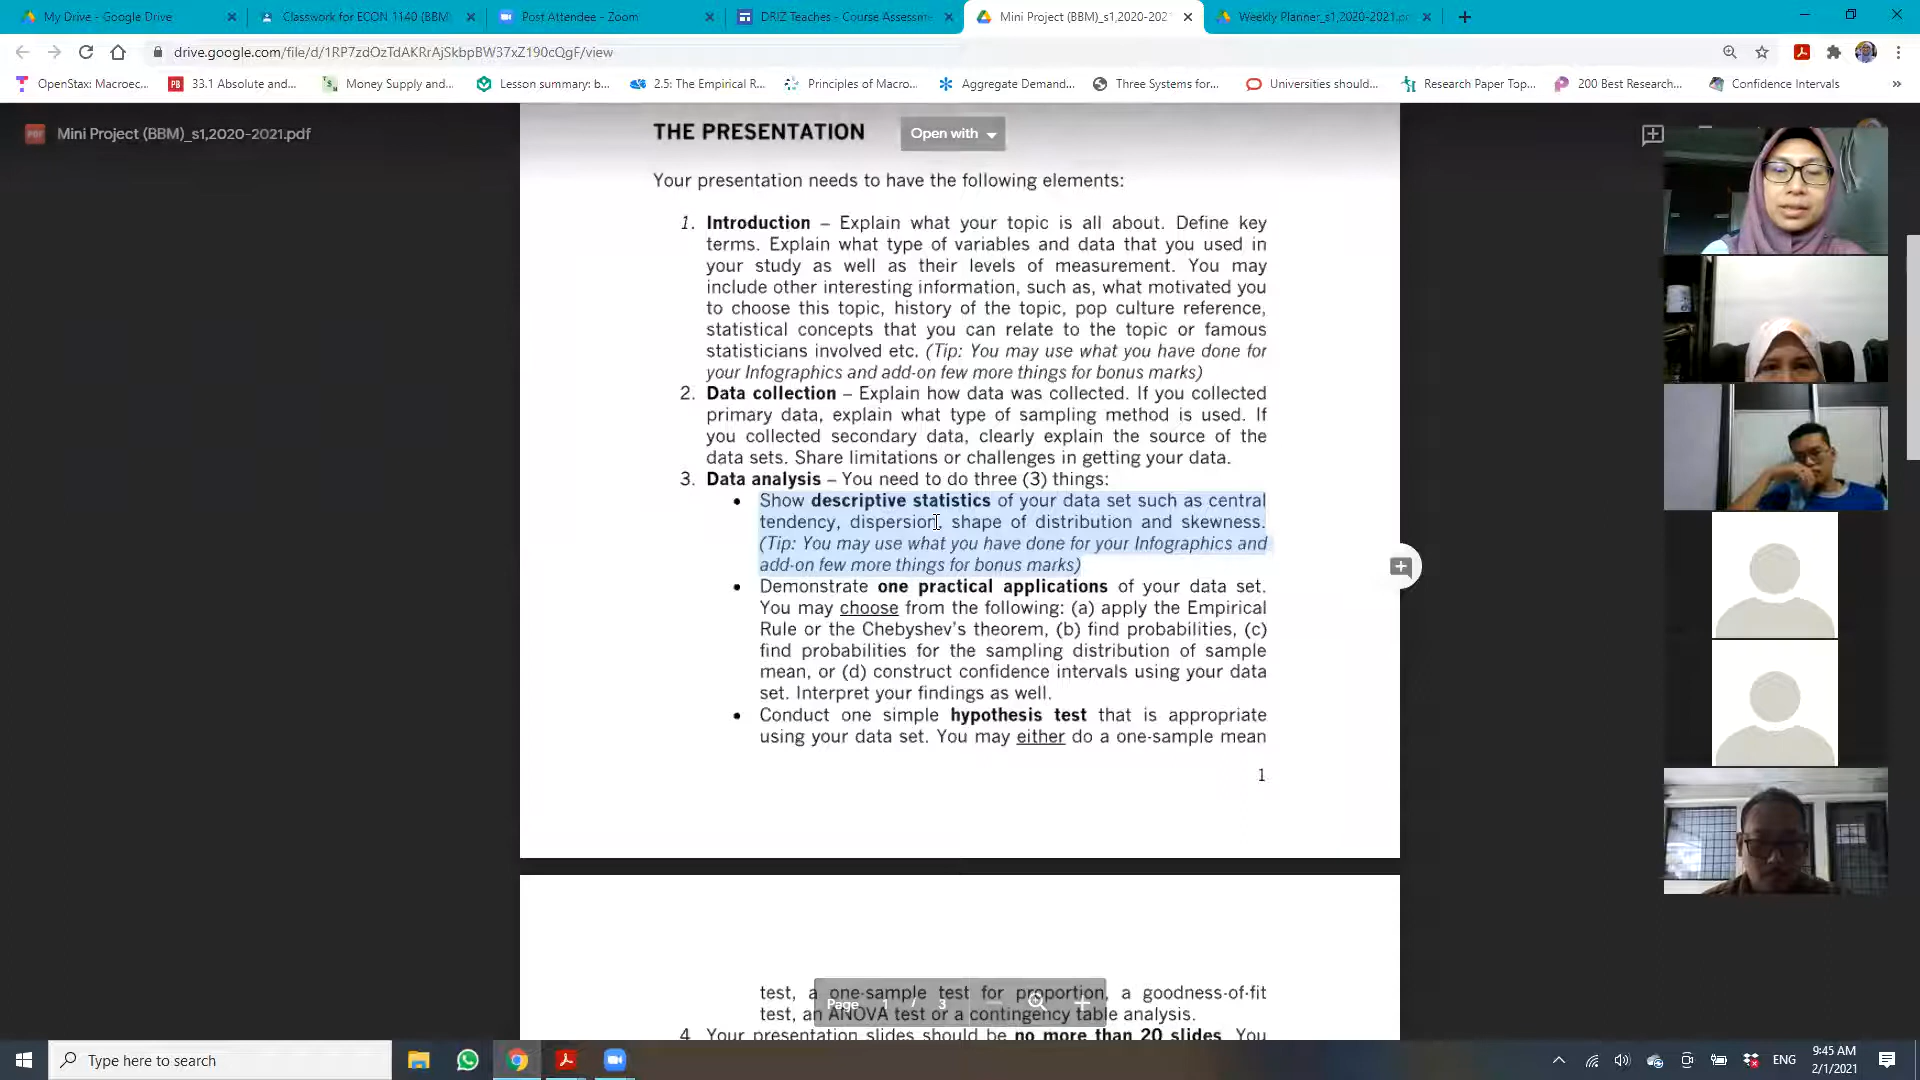 My Drive - Google Drive
Classwork for ECON 1140 (BBM
Post Attendee - Zoom
DRIZ Teaches - Course Assessm
Mini Project (BBM)_s1,2020-202
Weekly Planner_s1,2020-2021.p
drive.google.com/file/d/1RP7zdOzTdAKRrAjSkbpBW37xZ190cQgF/view
OpenStax: Macroec...
33.1 Absolute and...
Money Supply and...
Lesson summary: b...
2.5: The Empirical R...
Principles of Macro...
Aggregate Demand...
Three Systems for...
Universities should...
Research Paper Top...
200 Best Research...
Confidence Intervals
Mini Project (BBM)_s1,2020-2021.pdf
Open with
THE PRESENTATION
Your presentation needs to have the following elements:
1. Introduction – Explain what your topic is all about. Define key
terms. Explain what type of variables and data that you used in
your study as well as their levels of measurement. You may
include other interesting information, such as, what motivated you
to choose this topic, history of the topic, pop culture reference,
statistical concepts that you can relate to the topic or famous
statisticians involved etc. (Tip: You may use what you have done for
your Infographics and add-on few more things for bonus marks)
2. Data collection – Explain how data was collected. If you collected
primary data, explain what type of sampling method is used. If
you collected secondary data, clearly explain the source of the
data sets. Share limitations or challenges in getting your data.
3. Data analysis – You need to do three (3) things:
• Show descriptive statistics of your data set such as central
tendency, dispersion, shape of distribution and skewness.
(Tip: You may use what you have done for your Infographics and
add-on few more things for bonus marks)
• Demonstrate one practical applications of your data set.
You may choose from the following: (a) apply the Empirical
Rule or the Chebyshev's theorem, (b) find probabilities, (c)
find probabilities for the sampling distribution of sample
mean, or (d) construct confidence intervals using your data
set. Interpret your findings as well.
• Conduct one simple hypothesis test that is appropriate
using your data set. You may either do a one-sample mean
1
test, a one-sample test for proportion, a goodness-of-fit
test, an ANOVA test or a contingency table analysis.
Page 1 / 3
4. Your presentation slides should be no more than 20 slides. You
Type here to search
ENG
9:45 AM
2/1/2021